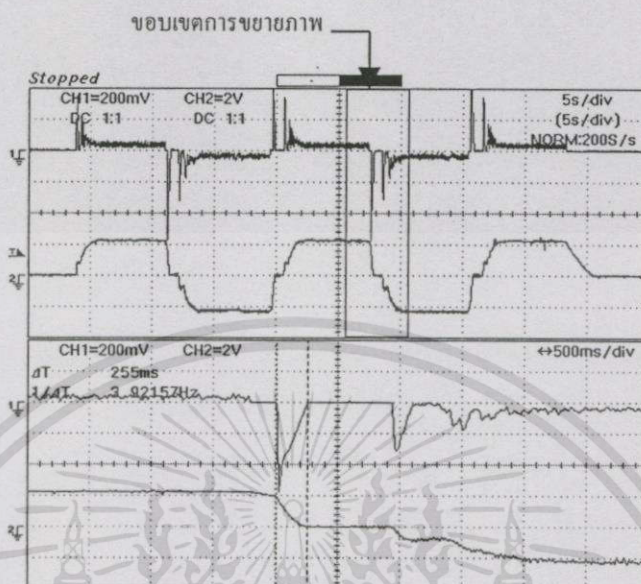 ขอบเขตการขยายภาพ
Stopped
CH1=200mV CH2=2V 5s/div
DC 1:1 DC 1:1 (5s/div)
NORM:200S/s
CH1=200mV CH2=2V ↔500ms/div
ΔT 255ms
1/ΔT 3.92157Hz